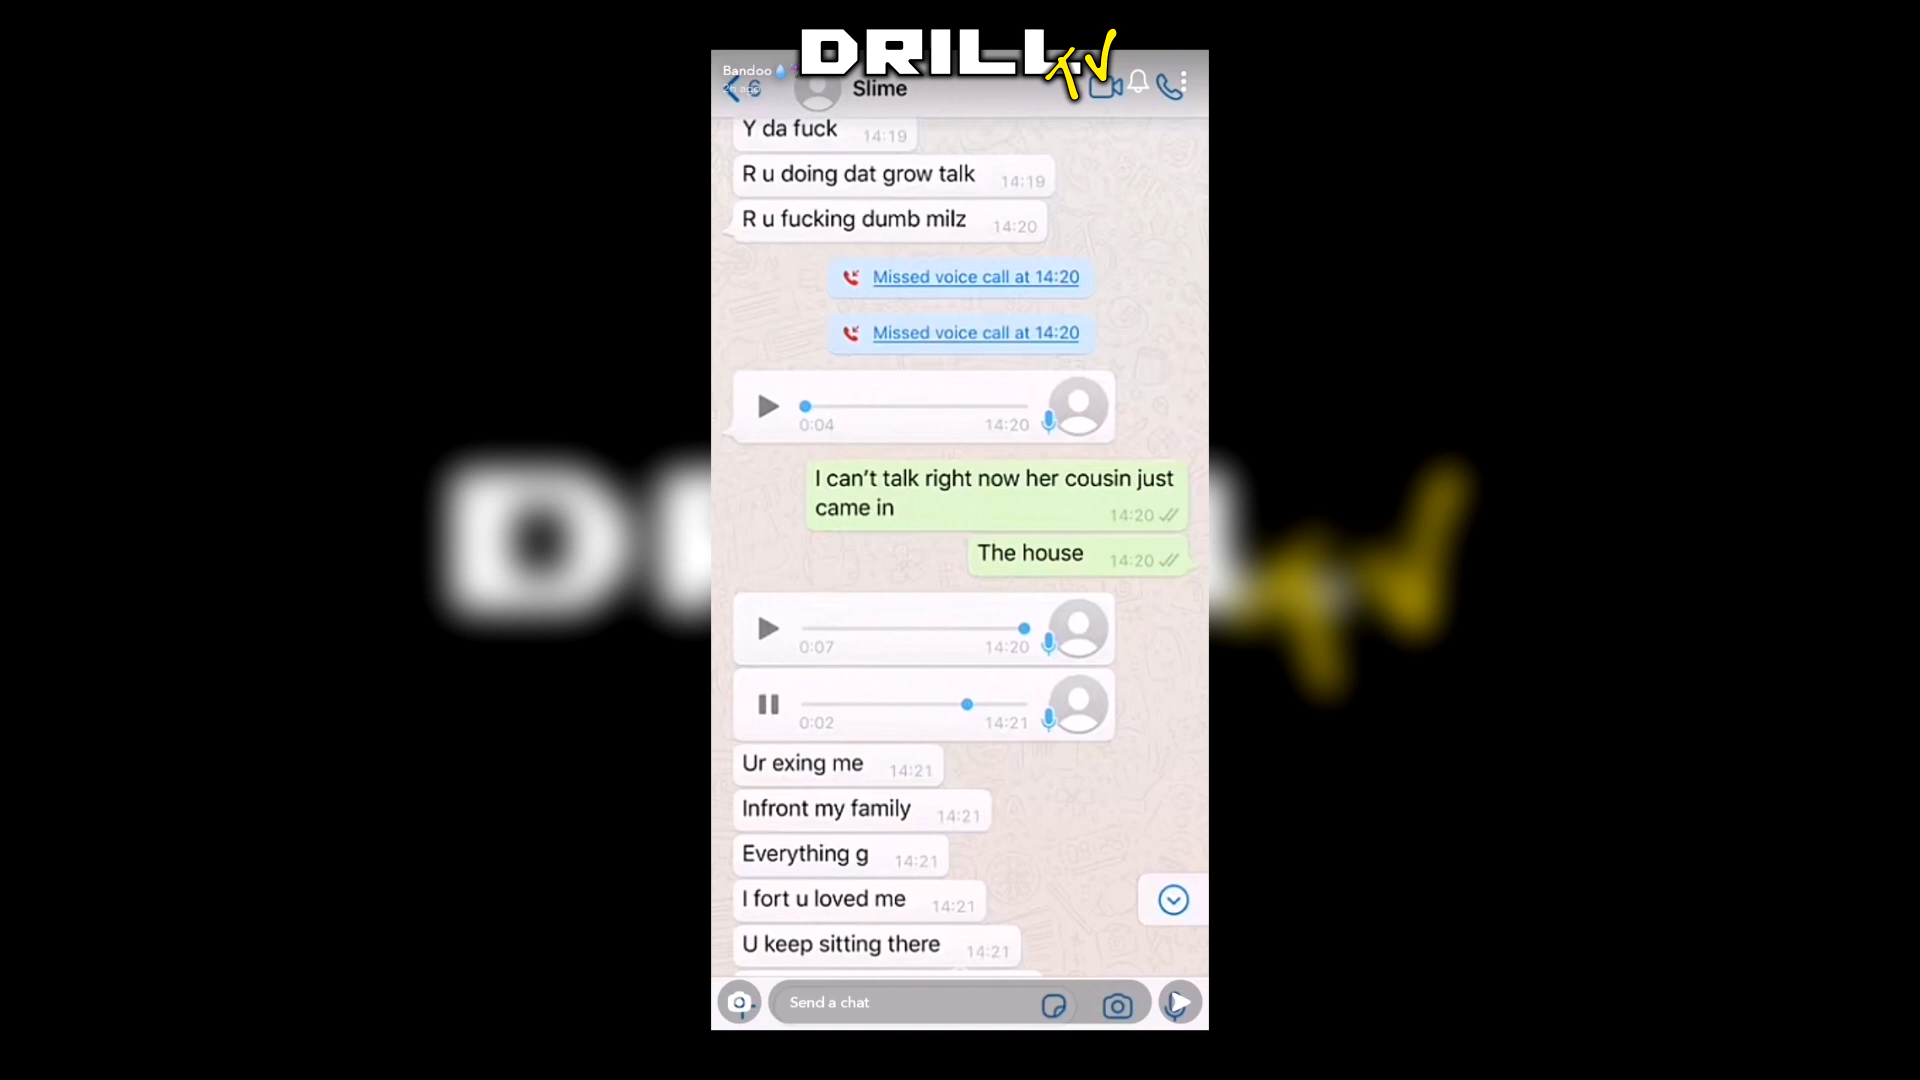 DRILL TV
Bandoo
2h ago
6
Slime
Y da fuck 14:19
R u doing dat grow talk 14:19
R u fucking dumb milz 14:20
Missed voice call at 14:20
Missed voice call at 14:20
0:04 14:20
I can't talk right now her cousin just
came in 14:20
The house 14:20
0:07 14:20
0:02 14:21
Ur exing me 14:21
Infront my family 14:21
Everything g 14:21
I fort u loved me 14:21
U keep sitting there 14:21
Send a chat